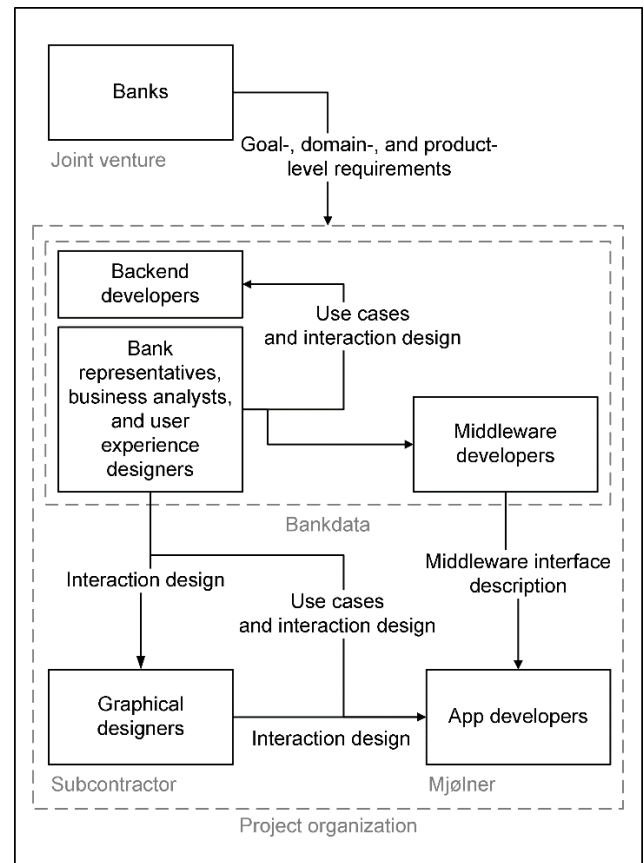 Banks
Joint venture
Goal-, domain-, and product-
level requirements
Backend
developers
Use cases
and interaction design
Bank
representatives,
business analysts,
and user
experience
designers
Middleware
developers
Bankdata
Interaction design
Use cases
and interaction design
Middleware interface
description
Graphical
designers
Interaction design
App developers
Subcontractor
Mjølner
Project organization